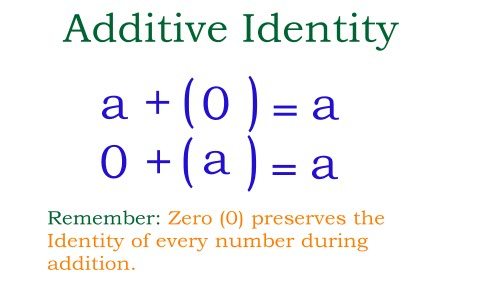 Additive Identity
a + (0) = a
0 + (a) = a
Remember: Zero (0) preserves the
Identity of every number during
addition.